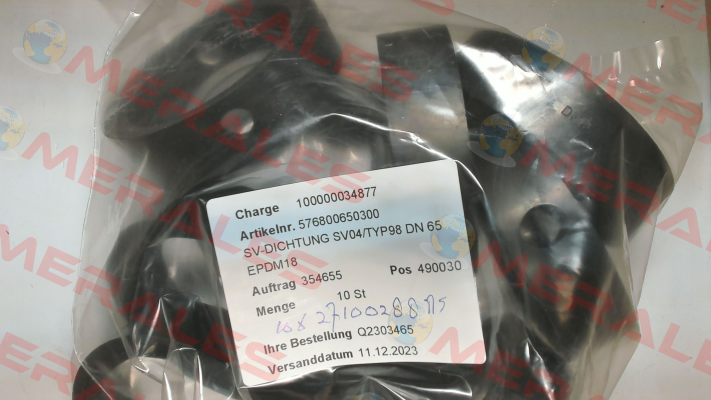 MERALES
MERALES
MERALES
MERALES
Charge 100000034877
Artikelnr. 576800650300
SV-DICHTUNG SV04/TYP98 DN 65
EPDM18
Auftrag 354655 Pos 490030
Menge 10 St
Ihre Bestellung Q2303465
Versanddatum 11.12.2023